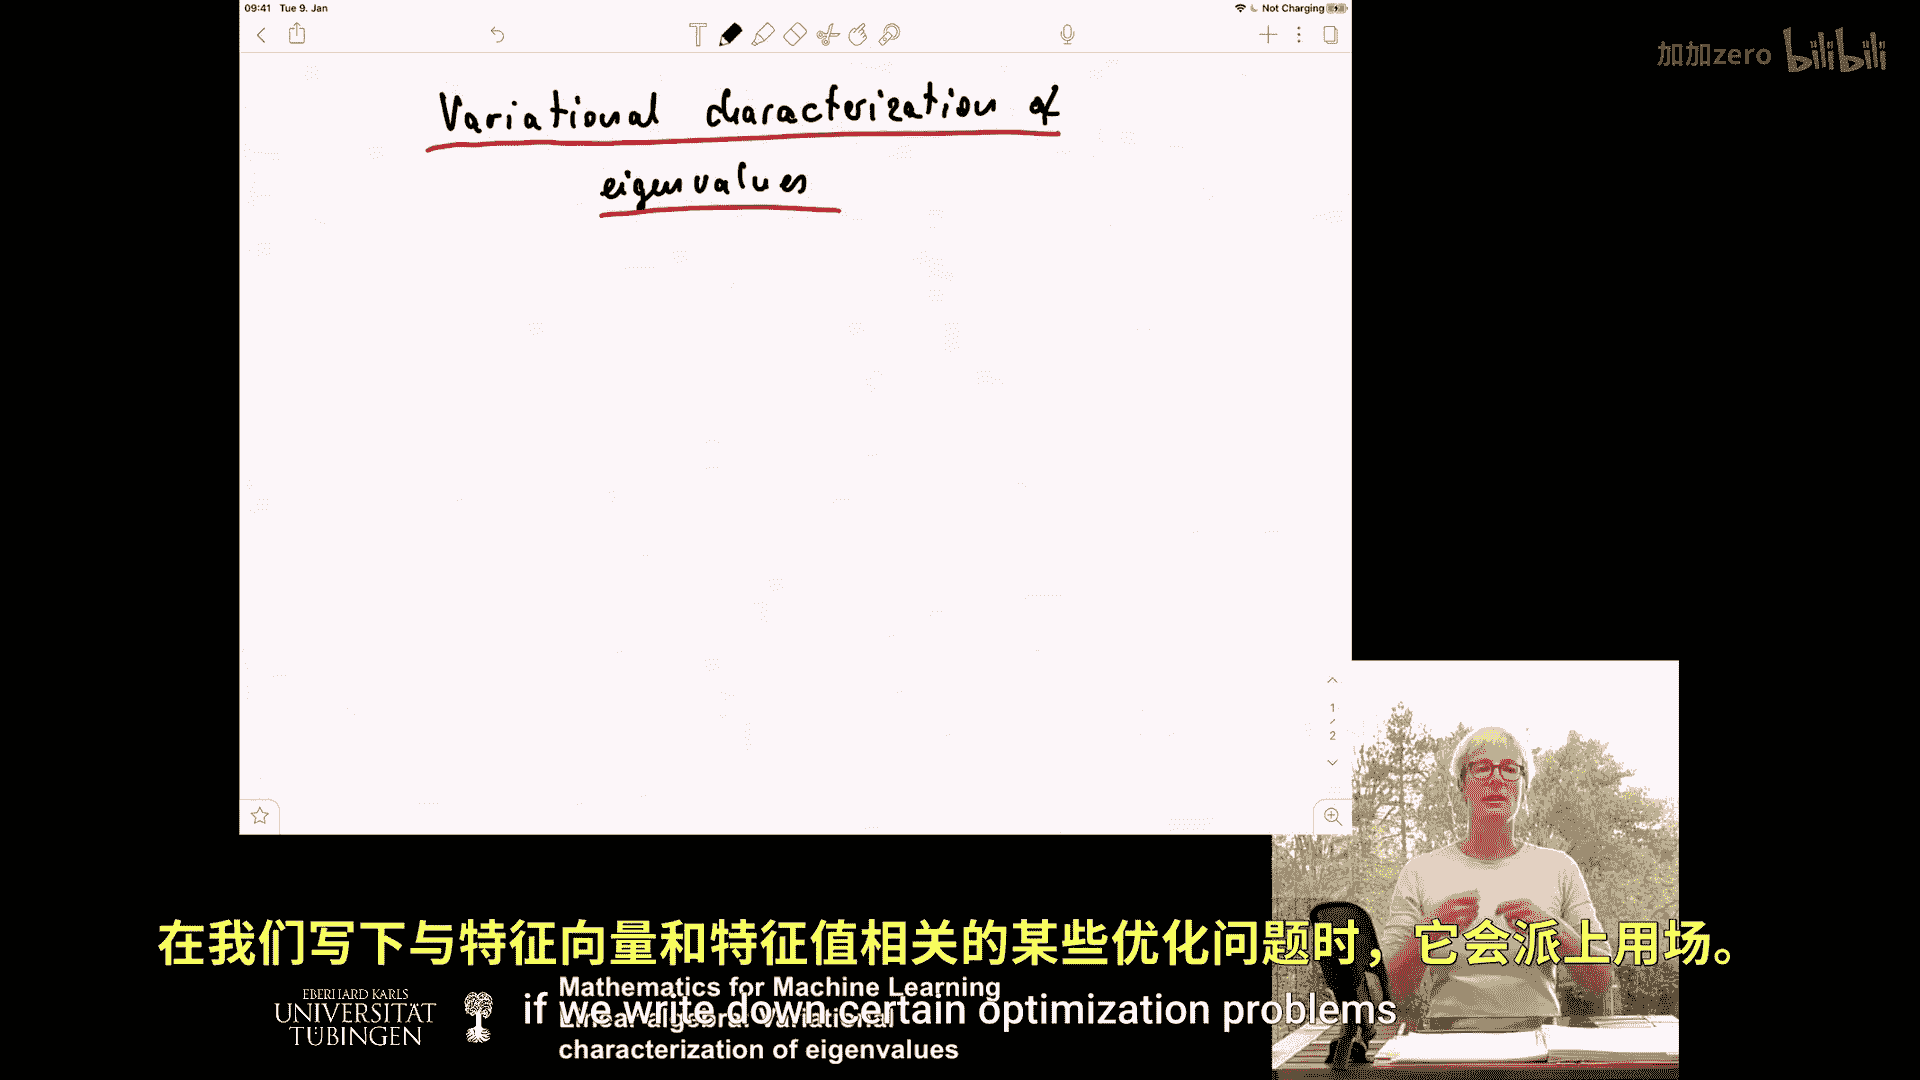 09:41 Tue 9. Jan
Not Charging
加加zero bilibili
Variational characterization of
eigenvalues
1
2
在我们写下与特征向量和特征值相关的某些优化问题时，它会派上用场。
EBERHARD KARLS
UNIVERSITÄT
TÜBINGEN
Mathematics for Machine Learning
if we write down certain optimization problems
Linear algebra: Variational
characterization of eigenvalues